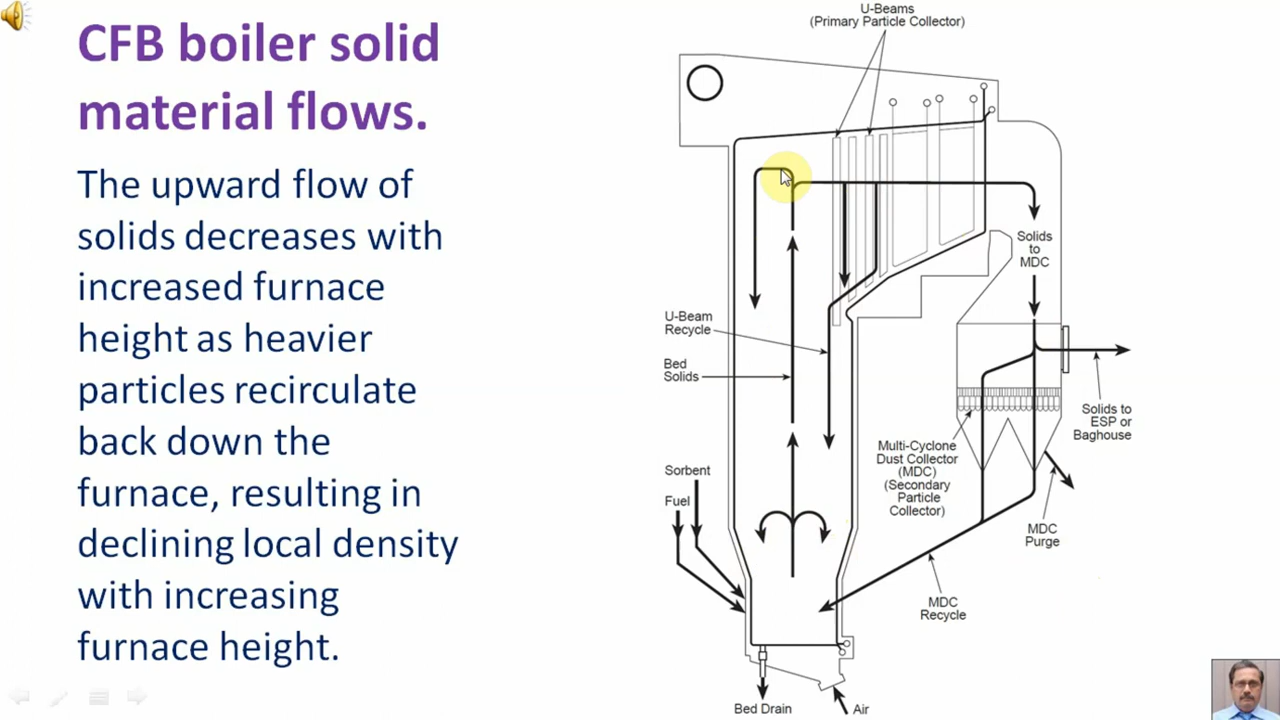 CFB boiler solid
material flows.
The upward flow of
solids decreases with
increased furnace
height as heavier
particles recirculate
back down the
furnace, resulting in
declining local density
with increasing
furnace height.
U-Beams
(Primary Particle Collector)
Solids
to
MDC
U-Beam
Recycle
Bed
Solids
Solids to
ESP or
Baghouse
Multi-Cyclone
Dust Collector
(MDC)
(Secondary
Particle
Collector)
Sorbent
Fuel
MDC
Purge
MDC
Recycle
Bed Drain
Air